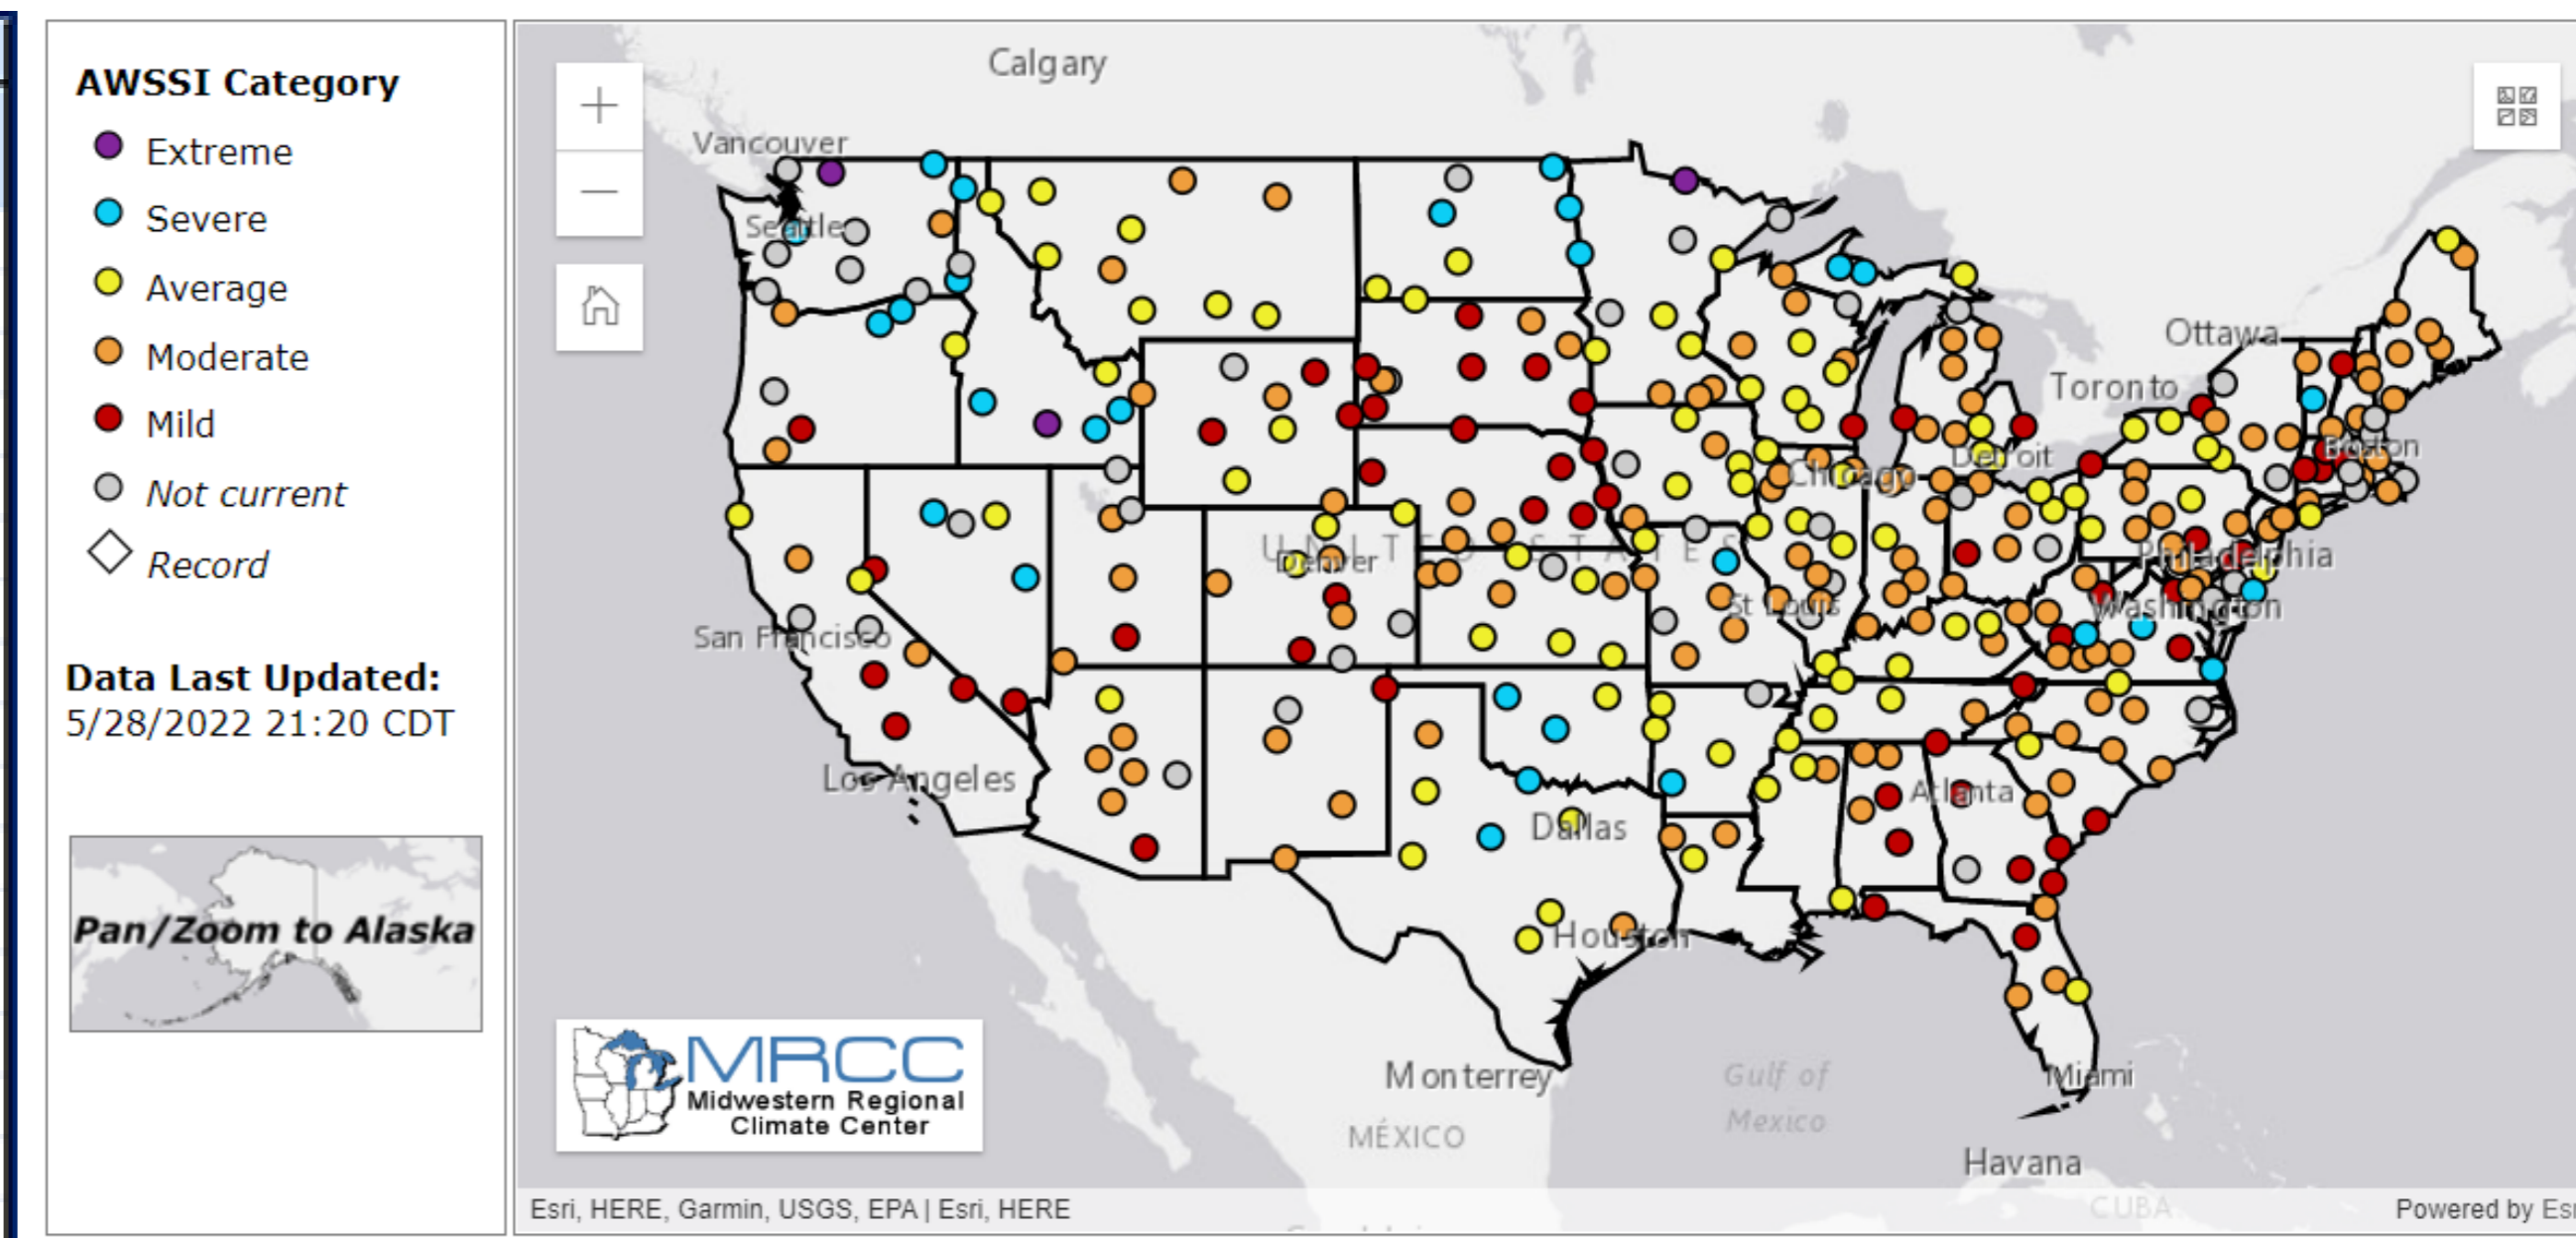 AWSSI Category
Extreme
Severe
Average
Moderate
Mild
Not current
Record
Data Last Updated:
5/28/2022 21:20 CDT
Pan/Zoom to Alaska
Calgary
Vancouver
Seattle
Ottawa
Toronto
Boston
Detroit
Chicago
UNITED STATES
Denver
Philadelphia
St Louis
Washington
San Francisco
Los Angeles
Atlanta
Dallas
Houston
Monterrey
Gulf of
Mexico
Miami
MÉXICO
Havana
CUBA
MRCC
Midwestern Regional
Climate Center
Esri, HERE, Garmin, USGS, EPA | Esri, HERE
Powered by